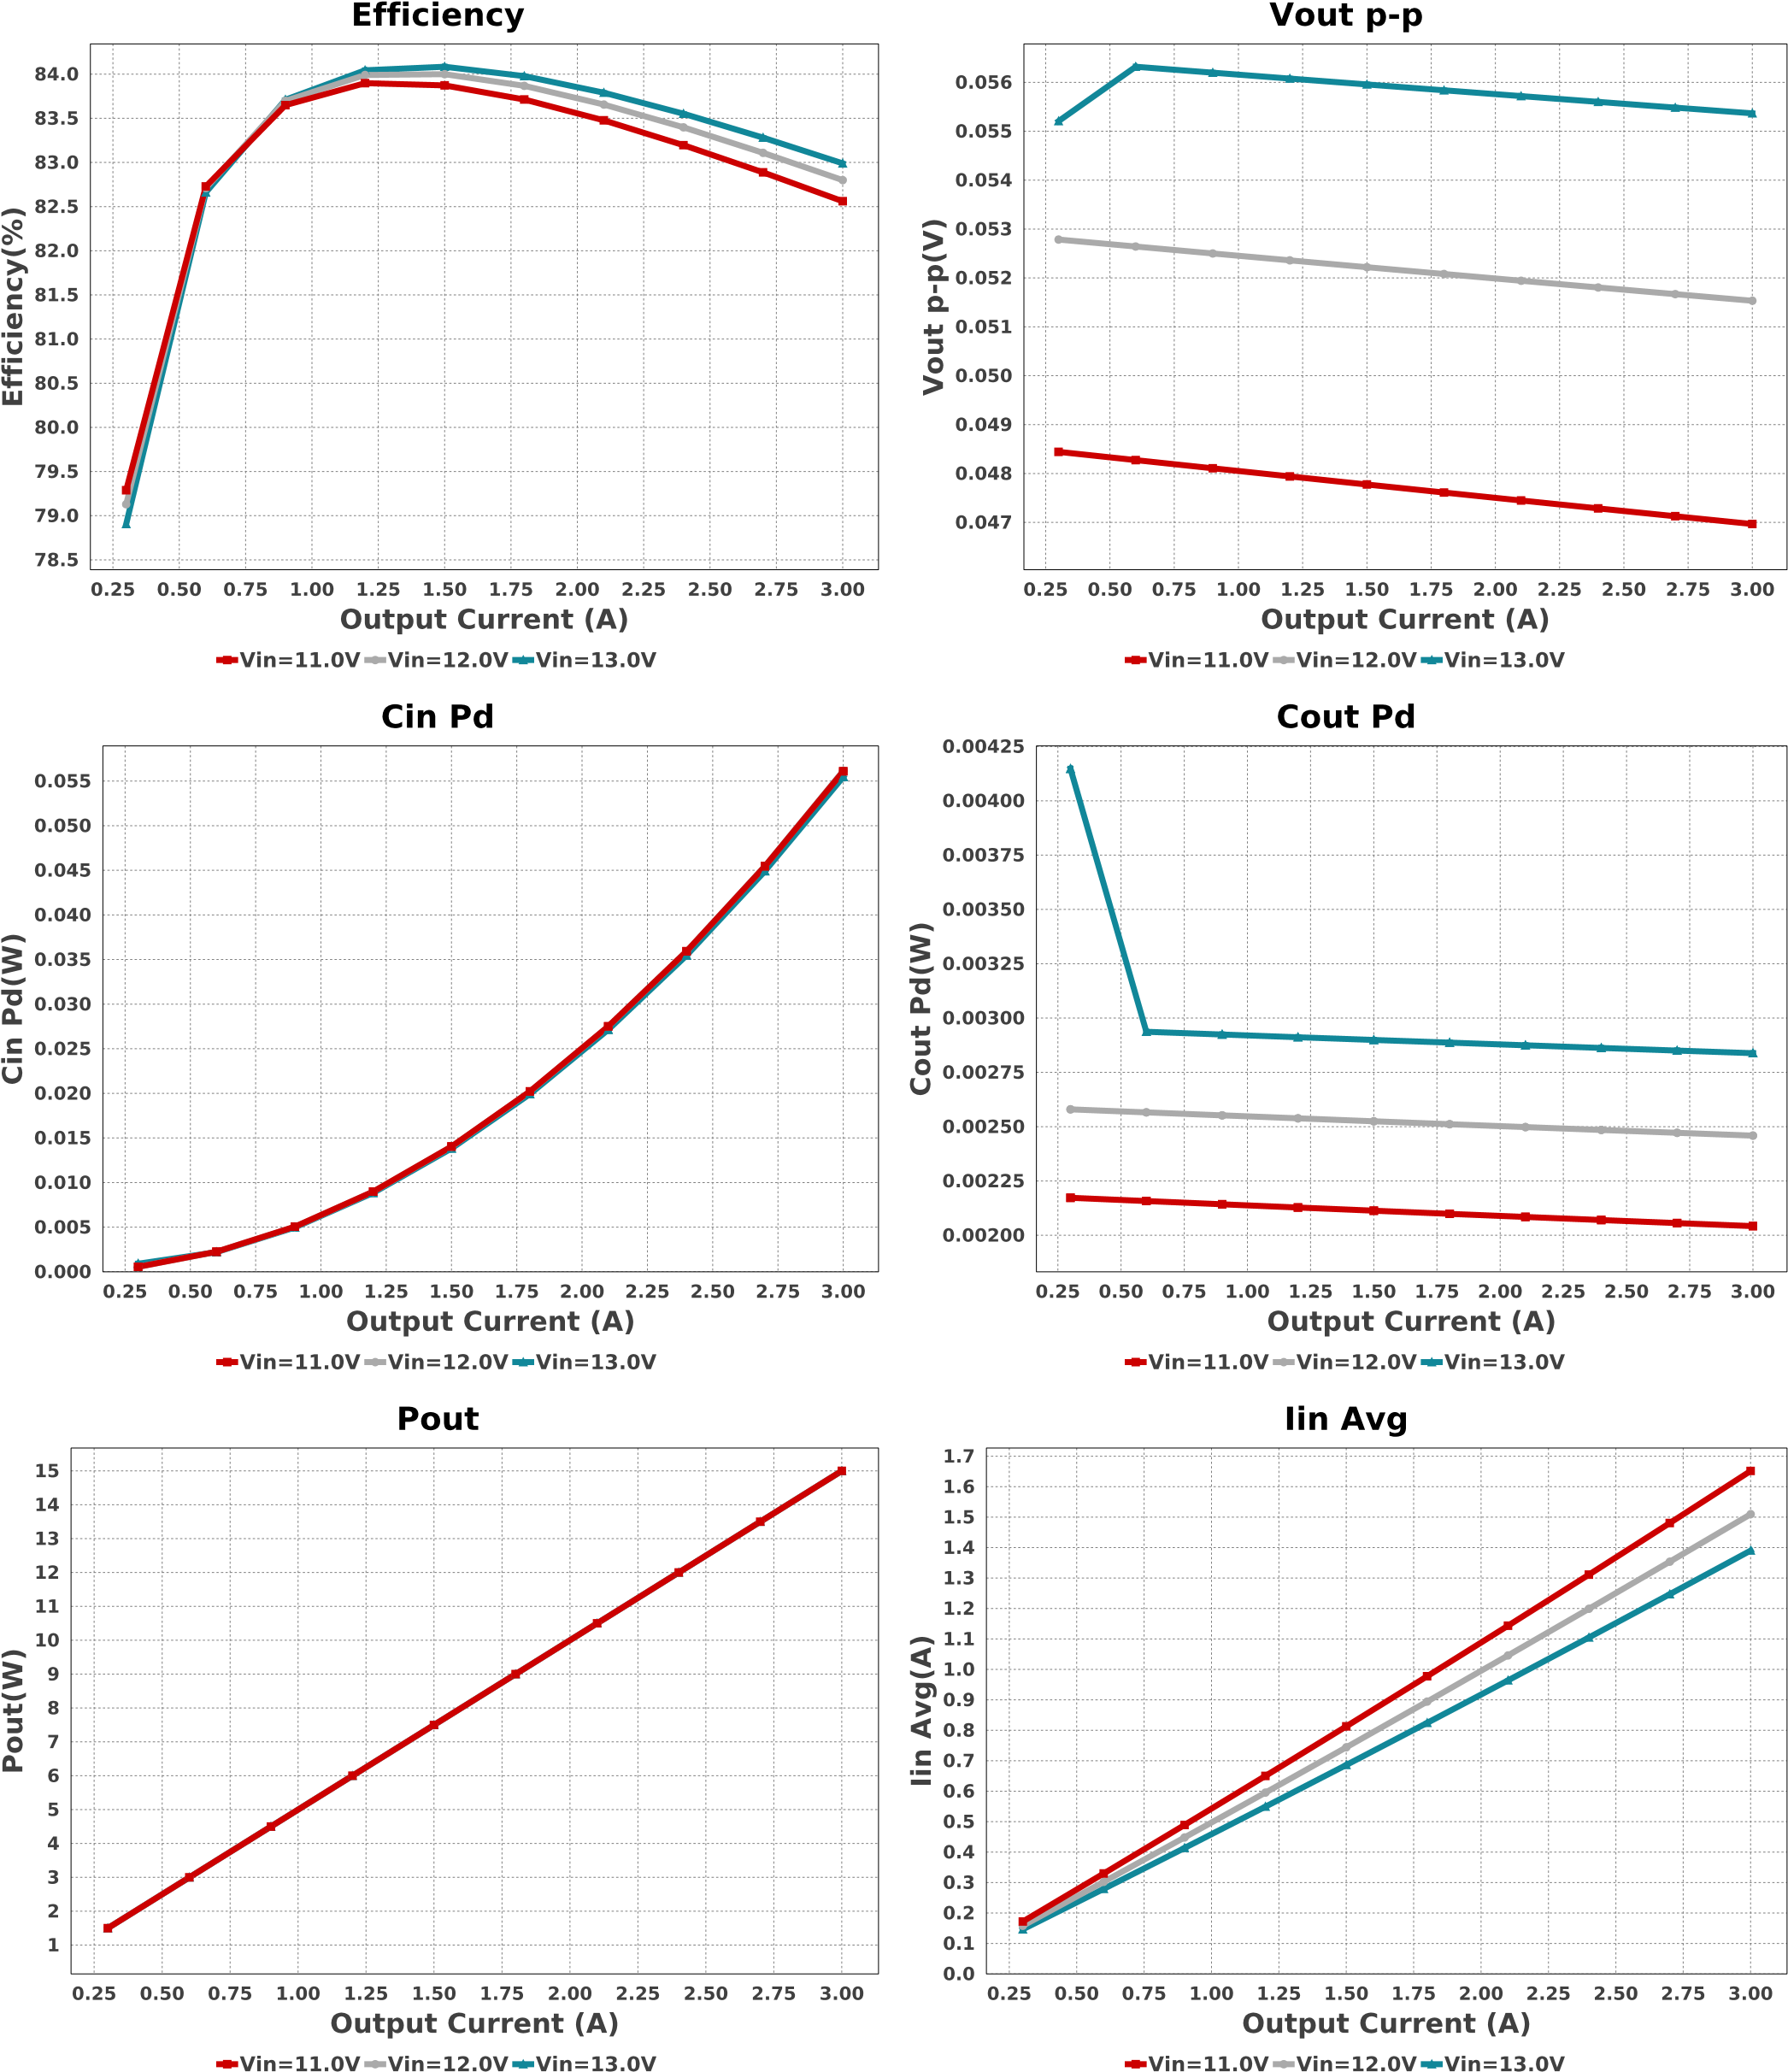 Efficiency
Efficiency(%)
84.0
83.5
83.0
82.5
82.0
81.5
81.0
80.5
80.0
79.5
79.0
78.5
0.25 0.50 0.75 1.00 1.25 1.50 1.75 2.00 2.25 2.50 2.75 3.00
Output Current (A)
Vin=11.0V Vin=12.0V Vin=13.0V
Vout p-p
Vout p-p(V)
0.056
0.055
0.054
0.053
0.052
0.051
0.050
0.049
0.048
0.047
0.25 0.50 0.75 1.00 1.25 1.50 1.75 2.00 2.25 2.50 2.75 3.00
Output Current (A)
Vin=11.0V Vin=12.0V Vin=13.0V
Cin Pd
Cin Pd(W)
0.055
0.050
0.045
0.040
0.035
0.030
0.025
0.020
0.015
0.010
0.005
0.000
0.25 0.50 0.75 1.00 1.25 1.50 1.75 2.00 2.25 2.50 2.75 3.00
Output Current (A)
Vin=11.0V Vin=12.0V Vin=13.0V
Cout Pd
Cout Pd(W)
0.00425
0.00400
0.00375
0.00350
0.00325
0.00300
0.00275
0.00250
0.00225
0.00200
0.25 0.50 0.75 1.00 1.25 1.50 1.75 2.00 2.25 2.50 2.75 3.00
Output Current (A)
Vin=11.0V Vin=12.0V Vin=13.0V
Pout
Pout(W)
15
14
13
12
11
10
9
8
7
6
5
4
3
2
1
0.25 0.50 0.75 1.00 1.25 1.50 1.75 2.00 2.25 2.50 2.75 3.00
Output Current (A)
Vin=11.0V Vin=12.0V Vin=13.0V
Iin Avg
Iin Avg(A)
1.7
1.6
1.5
1.4
1.3
1.2
1.1
1.0
0.9
0.8
0.7
0.6
0.5
0.4
0.3
0.2
0.1
0.0
0.25 0.50 0.75 1.00 1.25 1.50 1.75 2.00 2.25 2.50 2.75 3.00
Output Current (A)
Vin=11.0V Vin=12.0V Vin=13.0V